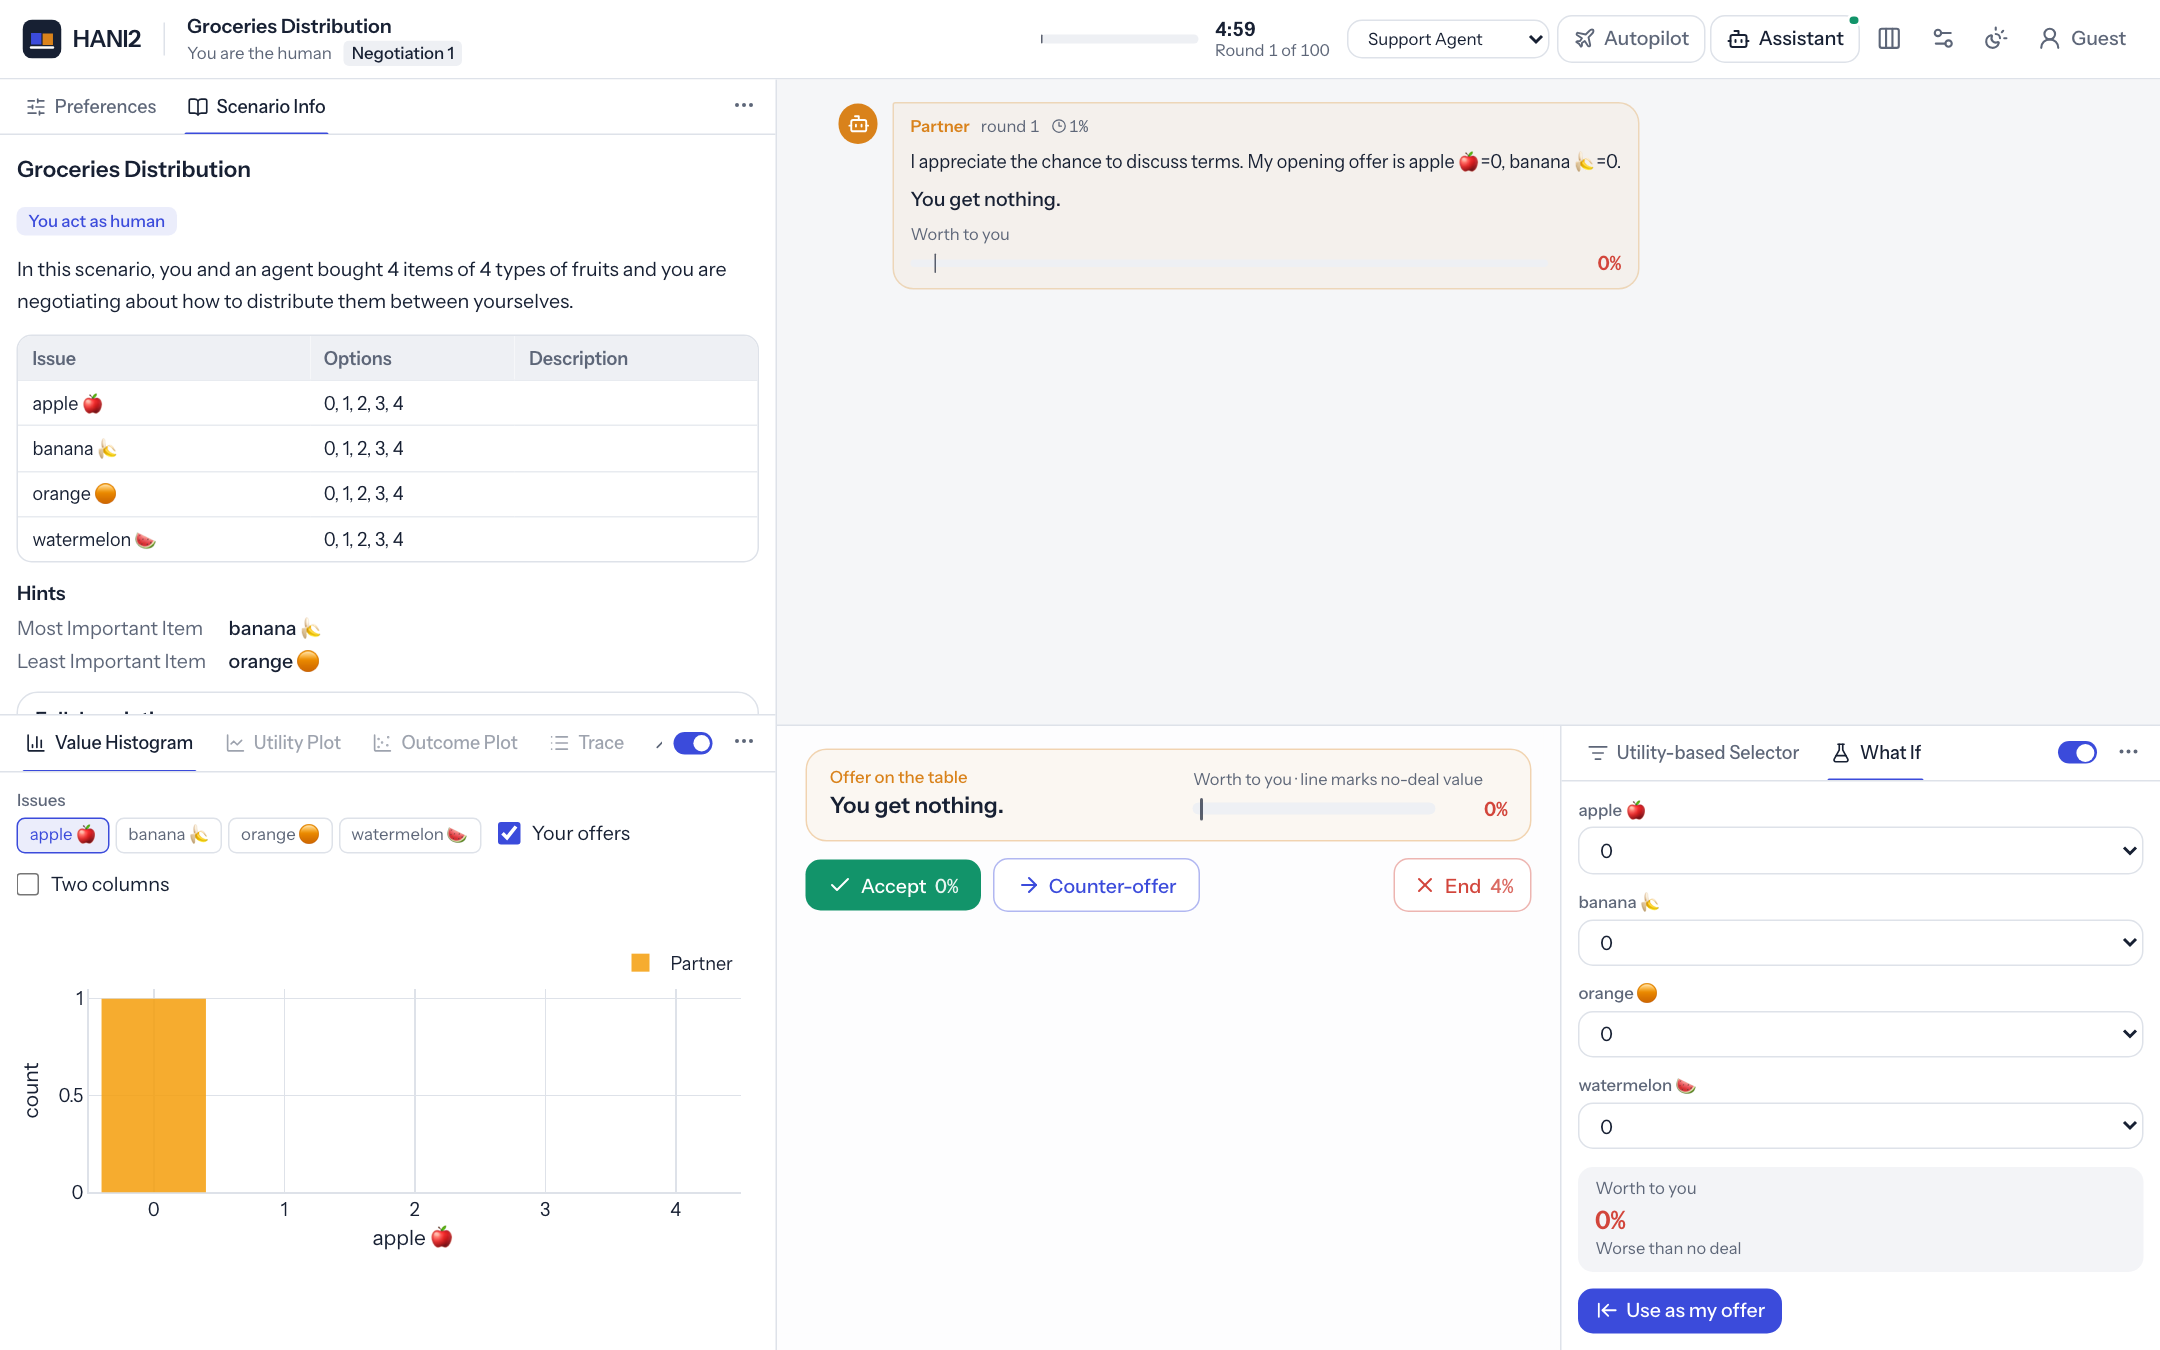 HANI2
Groceries Distribution
You are the human Negotiation 1
4:59
Round 1 of 100
Support Agent
Autopilot
Assistant
Guest
Preferences
Scenario Info
Groceries Distribution
You act as human
In this scenario, you and an agent bought 4 items of 4 types of fruits and you are
negotiating about how to distribute them between yourselves.
Issue Options Description
apple 🍎 0, 1, 2, 3, 4
banana 🍌 0, 1, 2, 3, 4
orange 🟠 0, 1, 2, 3, 4
watermelon 🍉 0, 1, 2, 3, 4
Hints
Most Important Item banana 🍌
Least Important Item orange 🟠
Value Histogram
Utility Plot
Outcome Plot
Trace
Issues
apple 🍎 banana 🍌 orange 🟠 watermelon 🍉 Your offers
Two columns
Partner
count
1
0.5
0
0 1 2 3 4
apple 🍎
Partner round 1 1%
I appreciate the chance to discuss terms. My opening offer is apple 🍎=0, banana 🍌=0.
You get nothing.
Worth to you
0%
Offer on the table
You get nothing.
Worth to you · line marks no-deal value
0%
Accept 0%
Counter-offer
End 4%
Utility-based Selector
What If
apple 🍎
0
banana 🍌
0
orange 🟠
0
watermelon 🍉
0
Worth to you
0%
Worse than no deal
Use as my offer